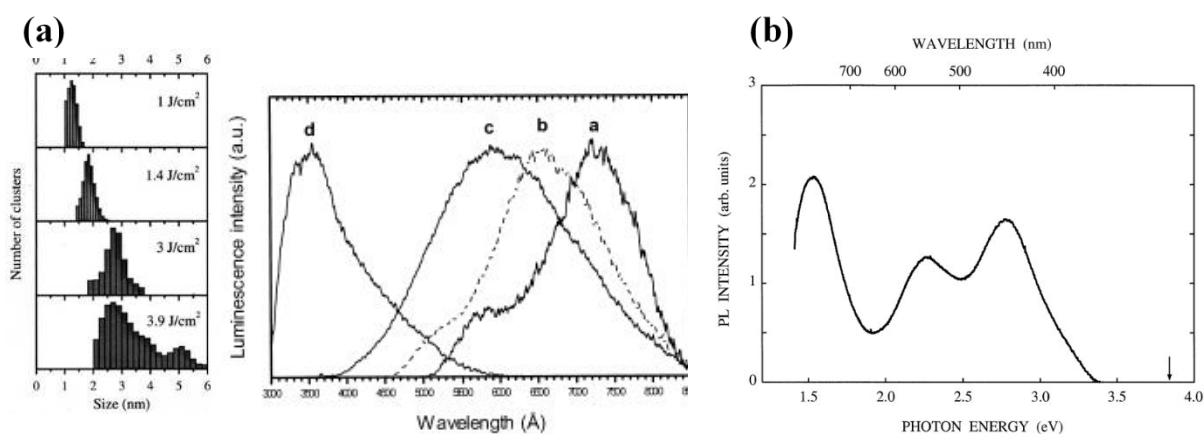 (a)
0 1 2 3 4 5 6
1 J/cm²
1.4 J/cm²
3 J/cm²
3.9 J/cm²
Number of clusters
0 1 2 3 4 5 6
Size (nm)
d c b a
Luminescence intensity (a.u.)
3000 3500 4000 4500 5000 5500 6000 6500 7000 7500 8000
Wavelength (Å)
(b)
WAVELENGTH (nm)
700 600 500 400
3
2
1
0
PL INTENSITY (arb. units)
1.5 2.0 2.5 3.0 3.5 4.0
PHOTON ENERGY (eV)